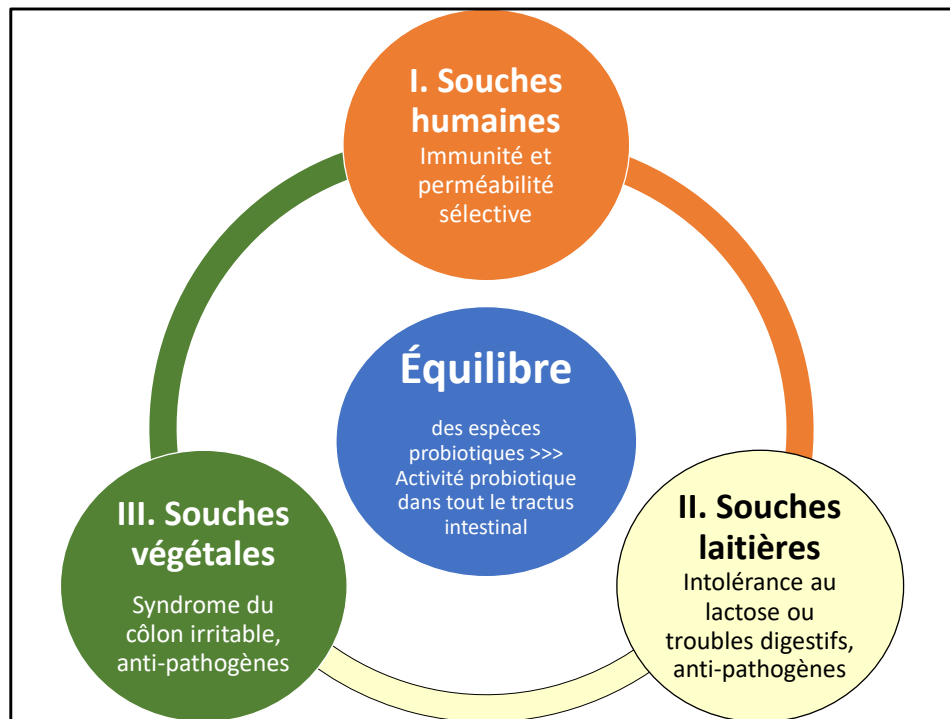 I. Souches
humaines
Immunité et
perméabilité
sélective
Équilibre
des espèces
probiotiques >>>
Activité probiotique
dans tout le tractus
intestinal
III. Souches
végétales
Syndrome du
côlon irritable,
anti-pathogènes
II. Souches
laitières
Intolérance au
lactose ou
troubles digestifs,
anti-pathogènes